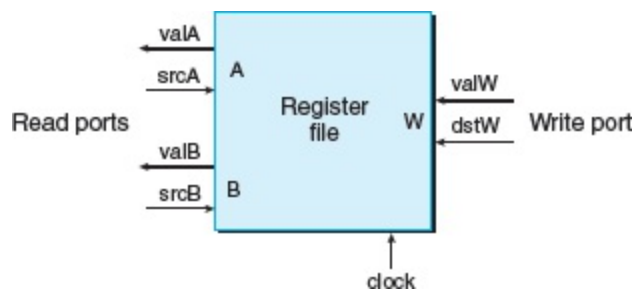 valA
srcA
A
Read ports
valB
srcB
B
Register
file
W
valW
dstW
Write port
clock